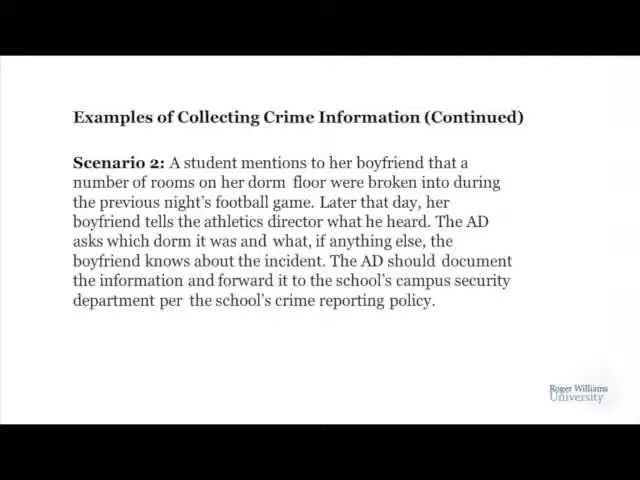 Examples of Collecting Crime Information (Continued)
Scenario 2: A student mentions to her boyfriend that a
number of rooms on her dorm floor were broken into during
the previous night's football game. Later that day, her
boyfriend tells the athletics director what he heard. The AD
asks which dorm it was and what, if anything else, the
boyfriend knows about the incident. The AD should document
the information and forward it to the school's campus security
department per the school's crime reporting policy.
Roger Williams
University